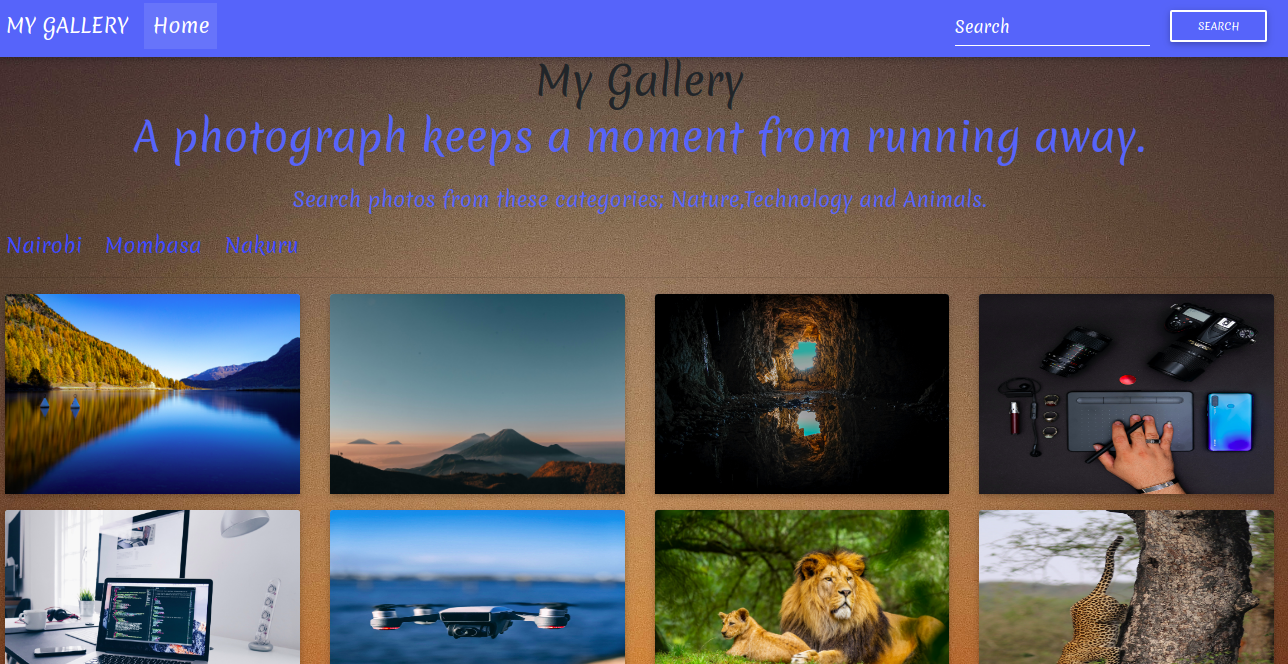 MY GALLERY Home Search SEARCH
My Gallery
A photograph keeps a moment from running away.
Search photos from these categories: Nature,Technology and Animals.
Nairobi Mombasa Nakuru